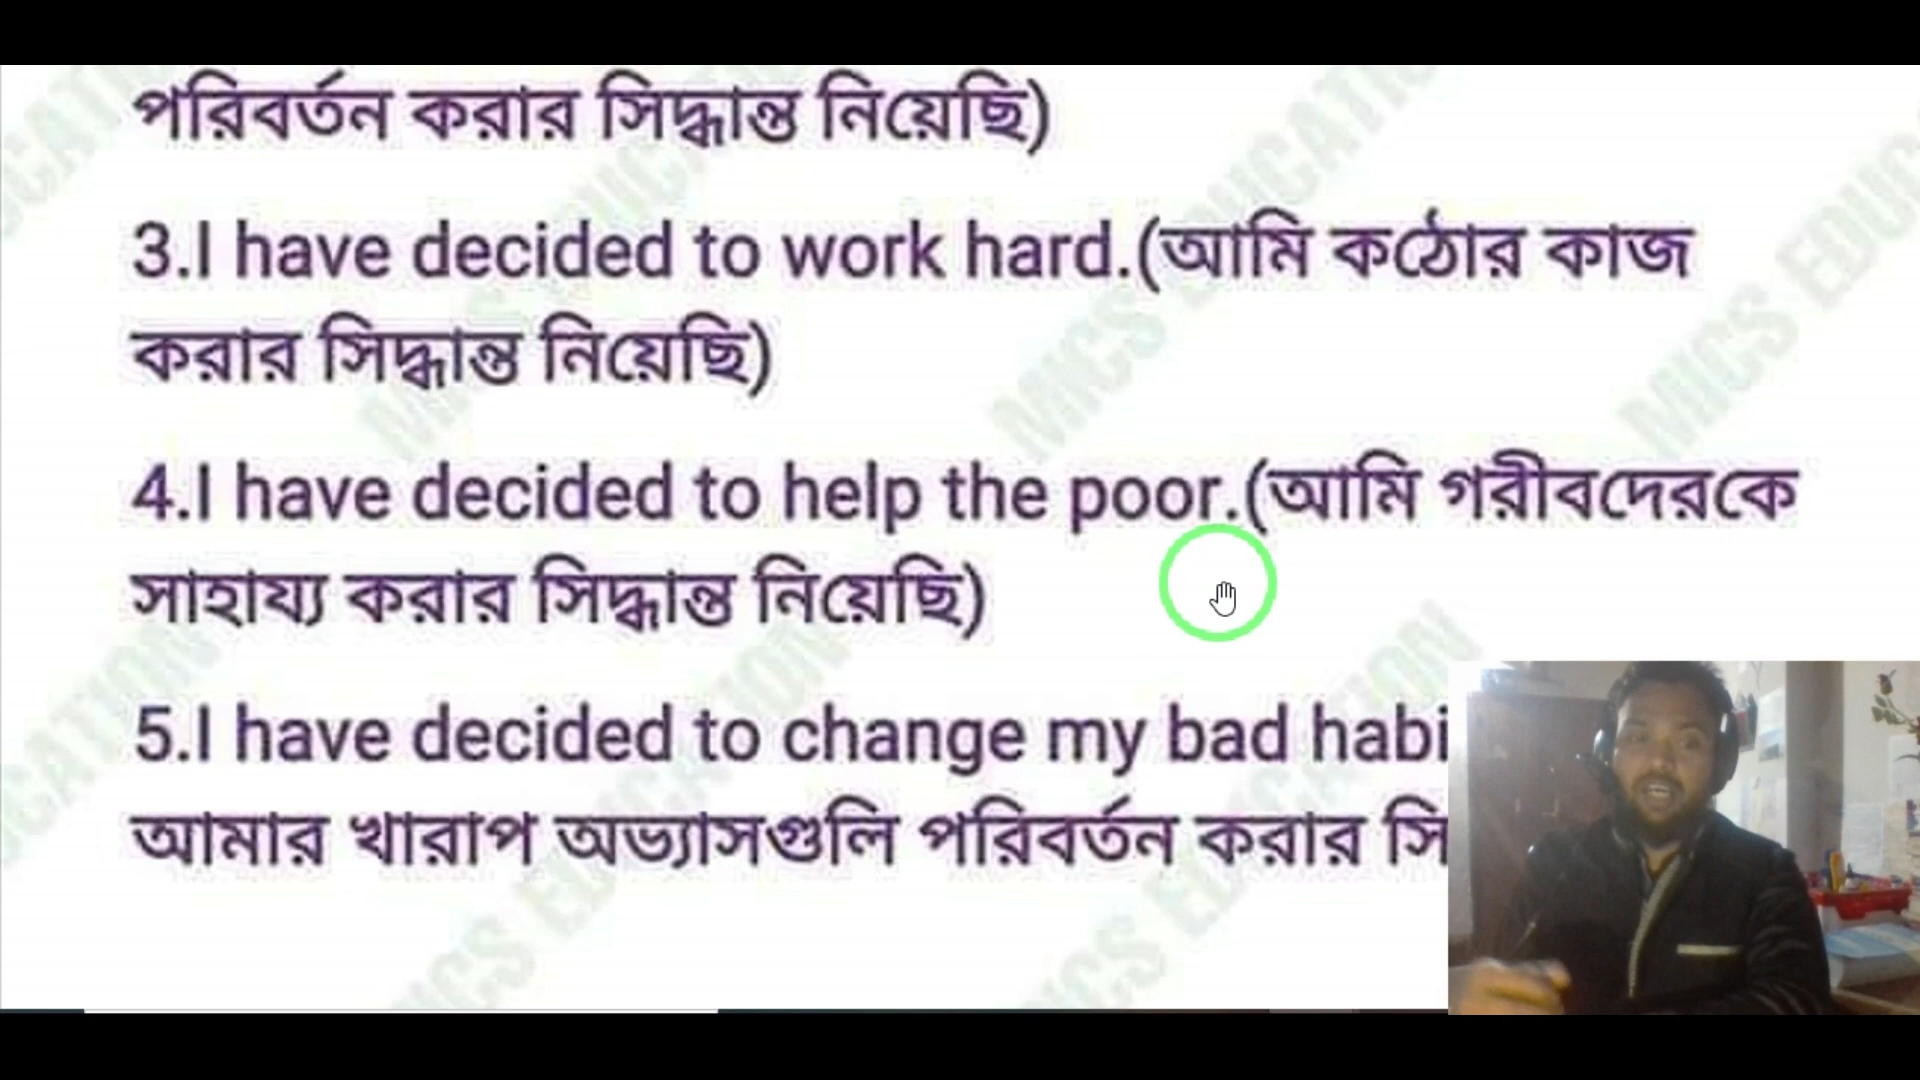 পরিবর্তন করার সিদ্ধান্ত নিয়েছি)
3.I have decided to work hard.(আমি কঠোর কাজ
করার সিদ্ধান্ত নিয়েছি)
4.I have decided to help the poor.(আমি গরীবদেরকে
সাহায্য করার সিদ্ধান্ত নিয়েছি)
5.I have decided to change my bad habi
আমার খারাপ অভ্যাসগুলি পরিবর্তন করার সি
MICS EDUCATION